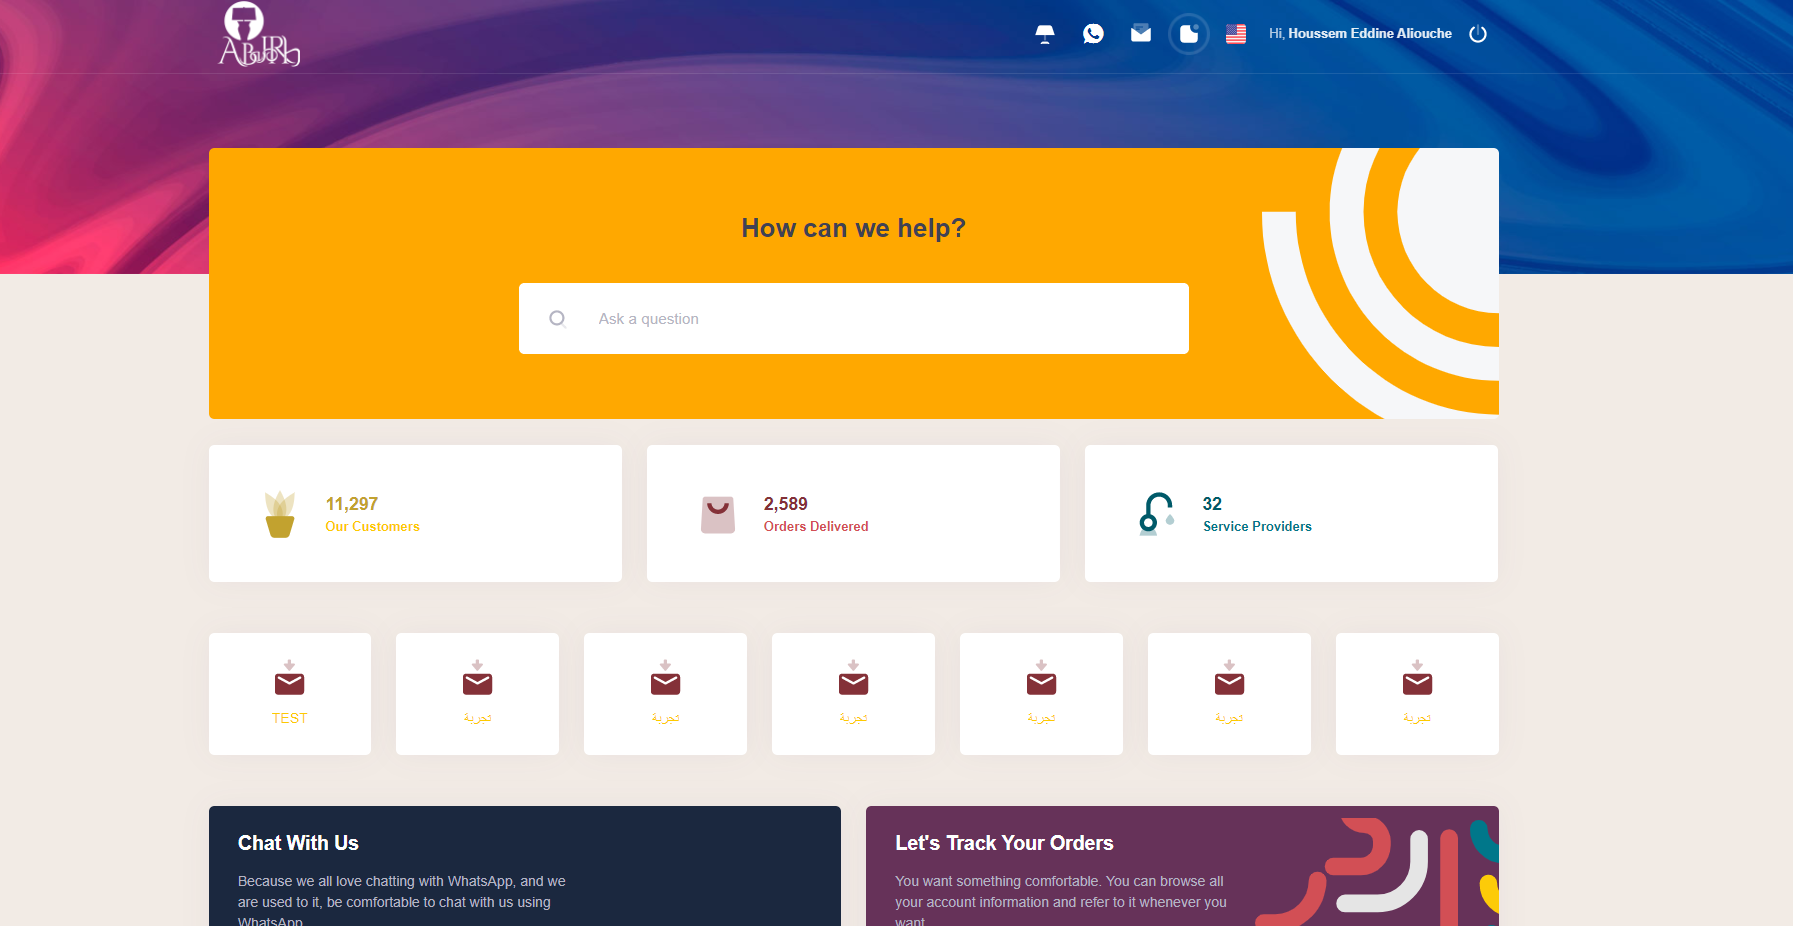 Hi, Houssem Eddine Aliouche
How can we help?
Ask a question
11,297
Our Customers
2,589
Orders Delivered
32
Service Providers
TEST
تجربة
تجربة
تجربة
تجربة
تجربة
تجربة
Chat With Us
Because we all love chatting with WhatsApp, and we
are used to it, be comfortable to chat with us using
WhatsApp
Let's Track Your Orders
You want something comfortable. You can browse all
your account information and refer to it whenever you
want